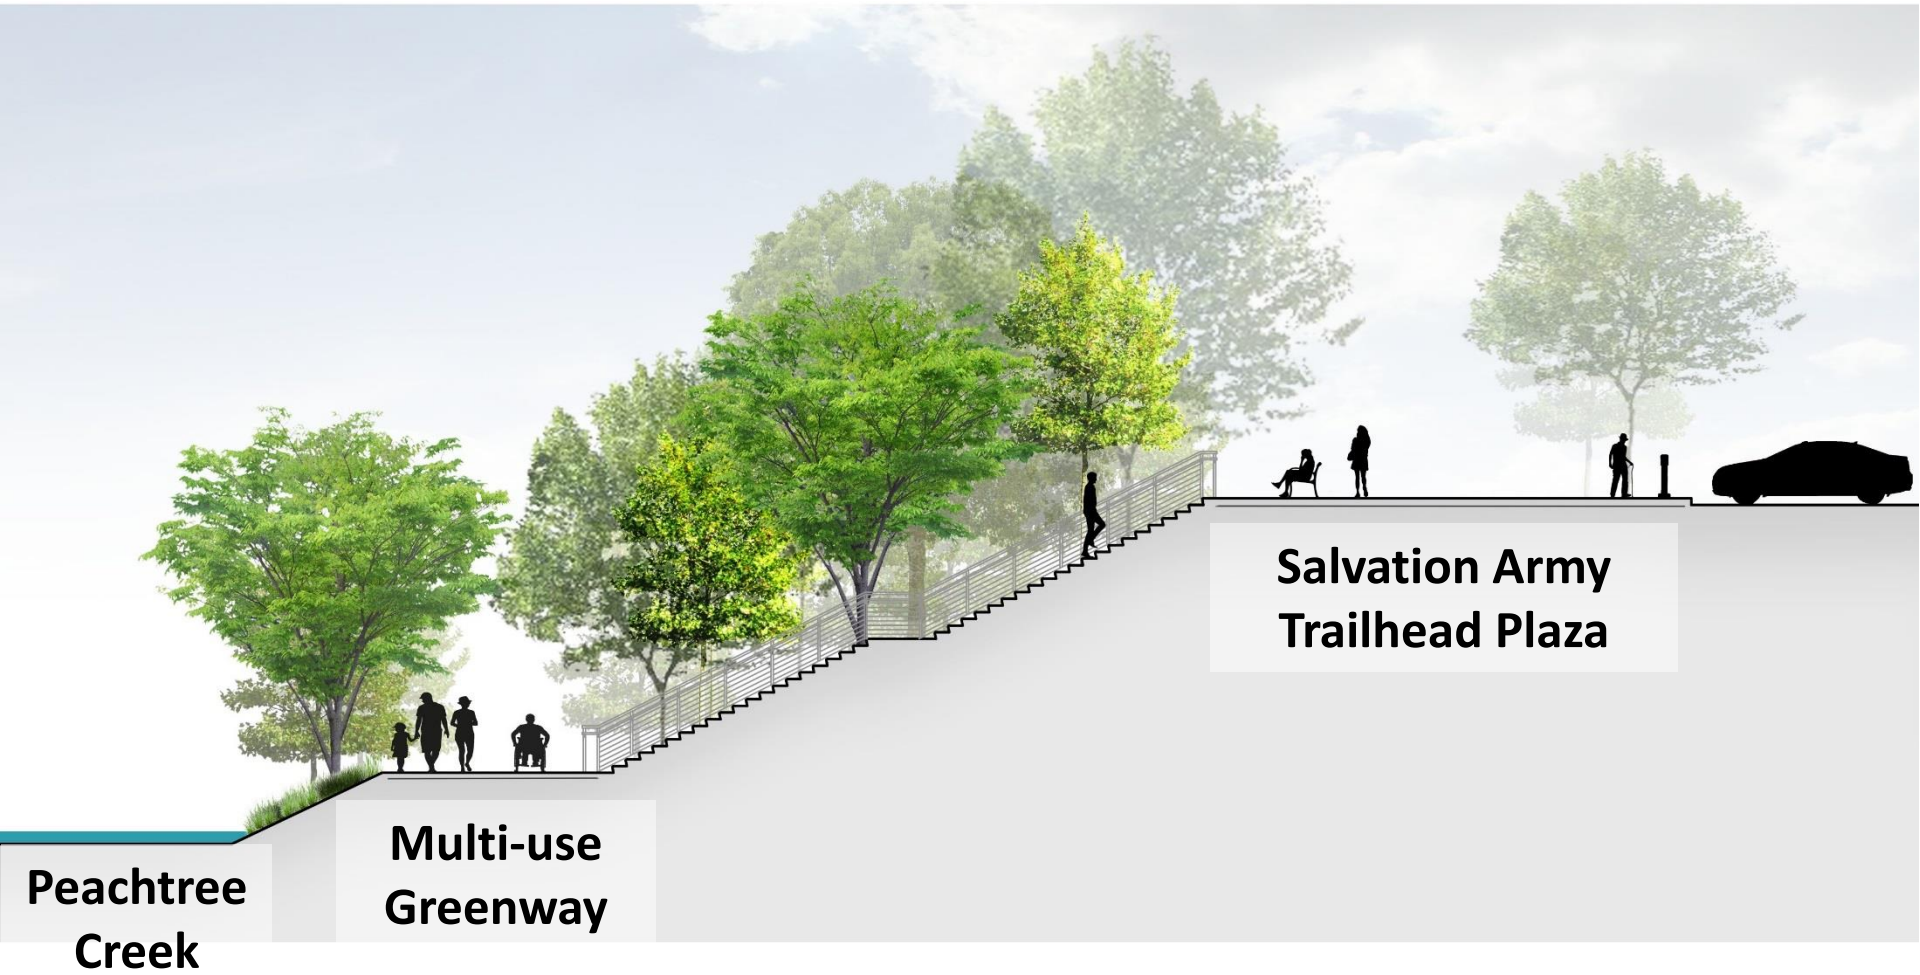 Salvation Army
Trailhead Plaza
Multi-use
Greenway
Peachtree
Creek